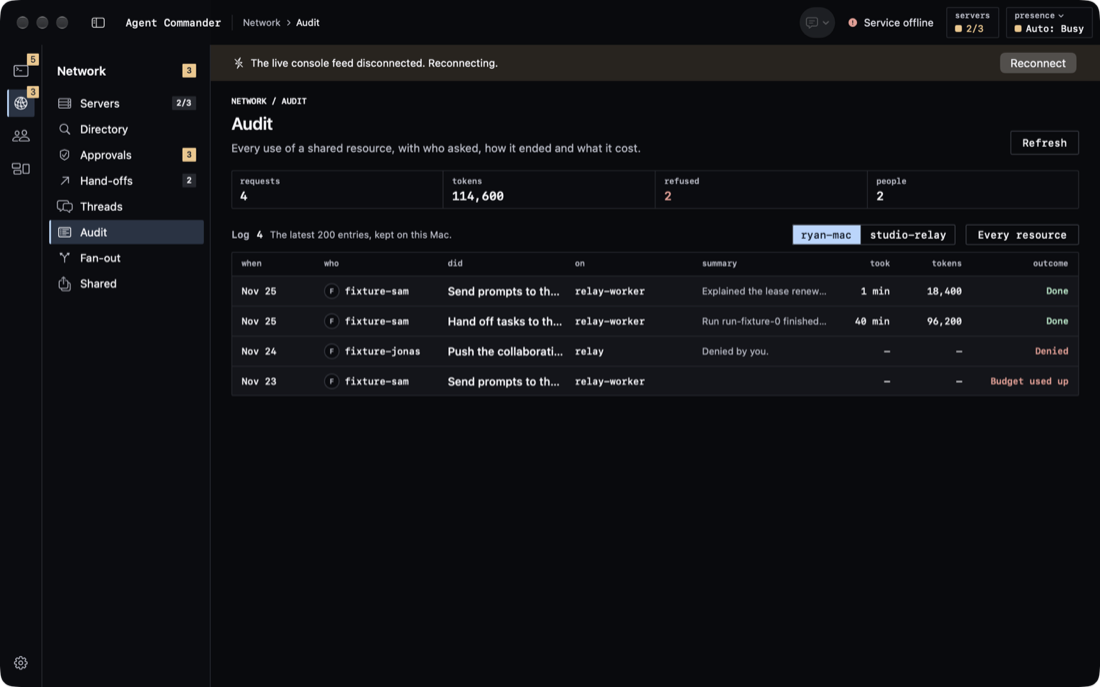 Agent Commander
Network › Audit
Service offline
servers
2/3
presence
Auto: Busy
5
3
Network
3
Servers
2/3
Directory
Approvals
3
Hand-offs
2
Threads
Audit
Fan-out
Shared
The live console feed disconnected. Reconnecting.
Reconnect
NETWORK / AUDIT
Audit
Every use of a shared resource, with who asked, how it ended and what it cost.
Refresh
requests
4
tokens
114,600
refused
2
people
2
Log 4 The latest 200 entries, kept on this Mac.
ryan-mac
studio-relay
Every resource
when who did on summary took tokens outcome
Nov 25 F fixture-sam Send prompts to th... relay-worker Explained the lease renew... 1 min 18,400 Done
Nov 25 F fixture-sam Hand off tasks to th... relay-worker Run run-fixture-0 finished... 40 min 96,200 Done
Nov 24 F fixture-jonas Push the collaborati... relay Denied by you. – – Denied
Nov 23 F fixture-sam Send prompts to th... relay-worker – – Budget used up